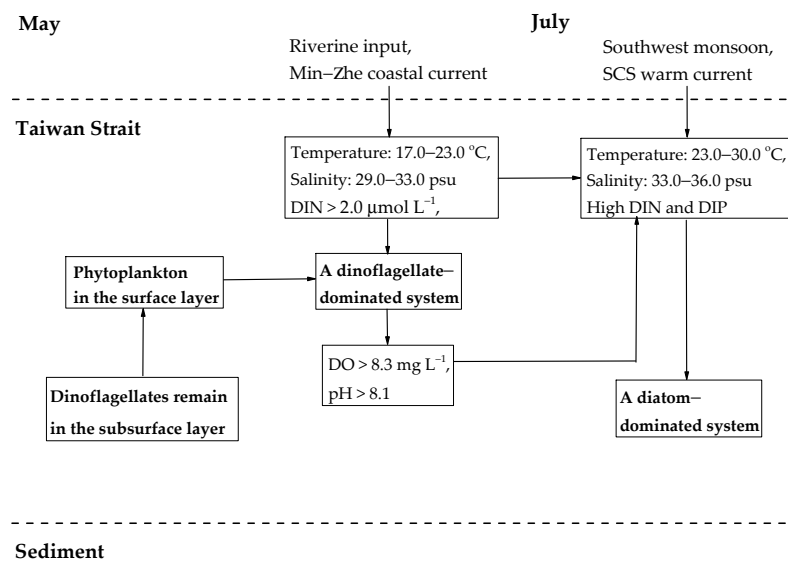 May
July
Riverine input,
Min–Zhe coastal current
Southwest monsoon,
SCS warm current
Taiwan Strait
Temperature: 17.0–23.0 °C,
Salinity: 29.0–33.0 psu
DIN > 2.0 µmol L⁻¹,
Temperature: 23.0–30.0 °C,
Salinity: 33.0–36.0 psu
High DIN and DIP
Phytoplankton
in the surface layer
A dinoflagellate–
dominated system
DO > 8.3 mg L⁻¹,
pH > 8.1
Dinoflagellates remain
in the subsurface layer
A diatom–
dominated system
Sediment